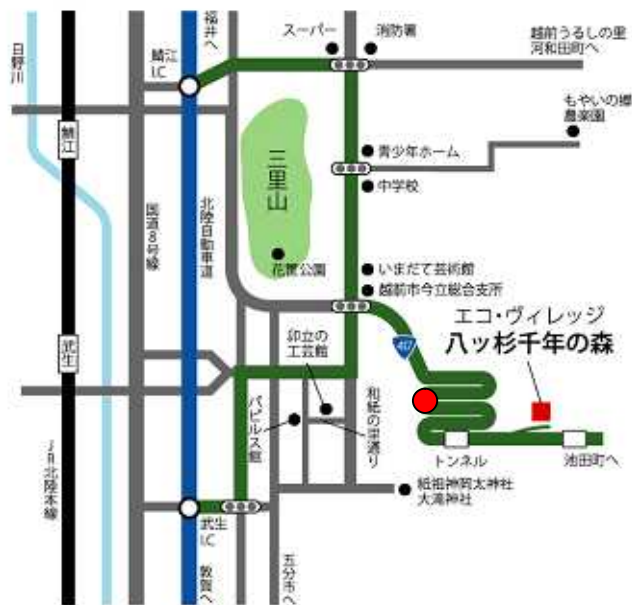 日野川
福井へ
鯖江
I.C
スーパー
消防署
越前うるしの里
河和田町へ
もやいの郷
農楽園
鯖江
三里山
青少年ホーム
中学校
国道8号線
北陸自動車道
花筐公園
いまだて芸術館
越前市今立総合支所
エコ・ヴィレッジ
八ッ杉千年の森
417
武生
卯立の
工芸館
パピルス館
和紙の里通り
トンネル
池田町へ
JR北陸本線
紙祖神岡太神社
大滝神社
武生
I.C
敦賀へ
五分市へ